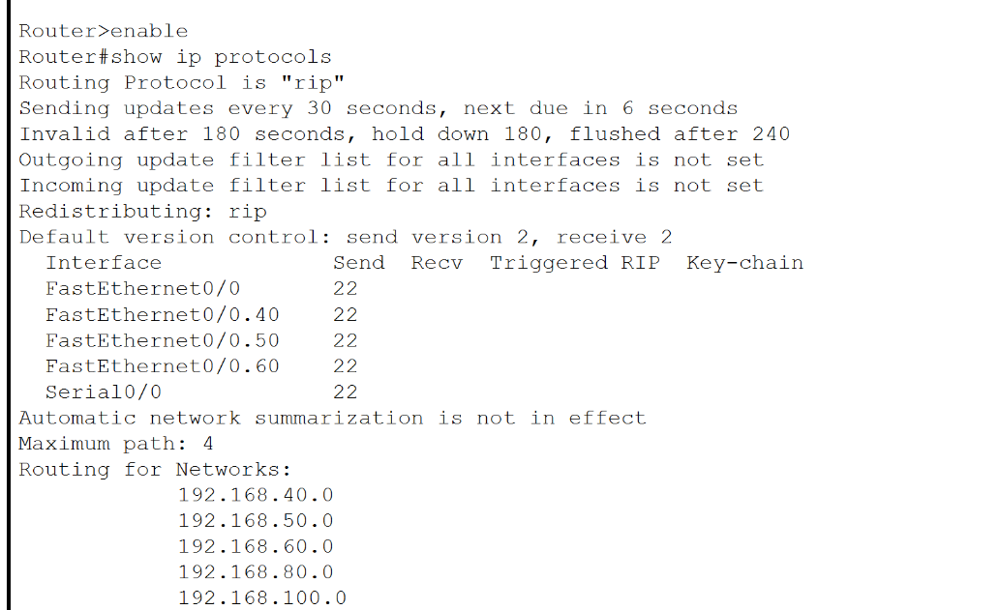 Router>enable
Router#show ip protocols
Routing Protocol is "rip"
Sending updates every 30 seconds, next due in 6 seconds
Invalid after 180 seconds, hold down 180, flushed after 240
Outgoing update filter list for all interfaces is not set
Incoming update filter list for all interfaces is not set
Redistributing: rip
Default version control: send version 2, receive 2
Interface Send Recv Triggered RIP Key-chain
FastEthernet0/0 22
FastEthernet0/0.40 22
FastEthernet0/0.50 22
FastEthernet0/0.60 22
Serial0/0 22
Automatic network summarization is not in effect
Maximum path: 4
Routing for Networks:
192.168.40.0
192.168.50.0
192.168.60.0
192.168.80.0
192.168.100.0